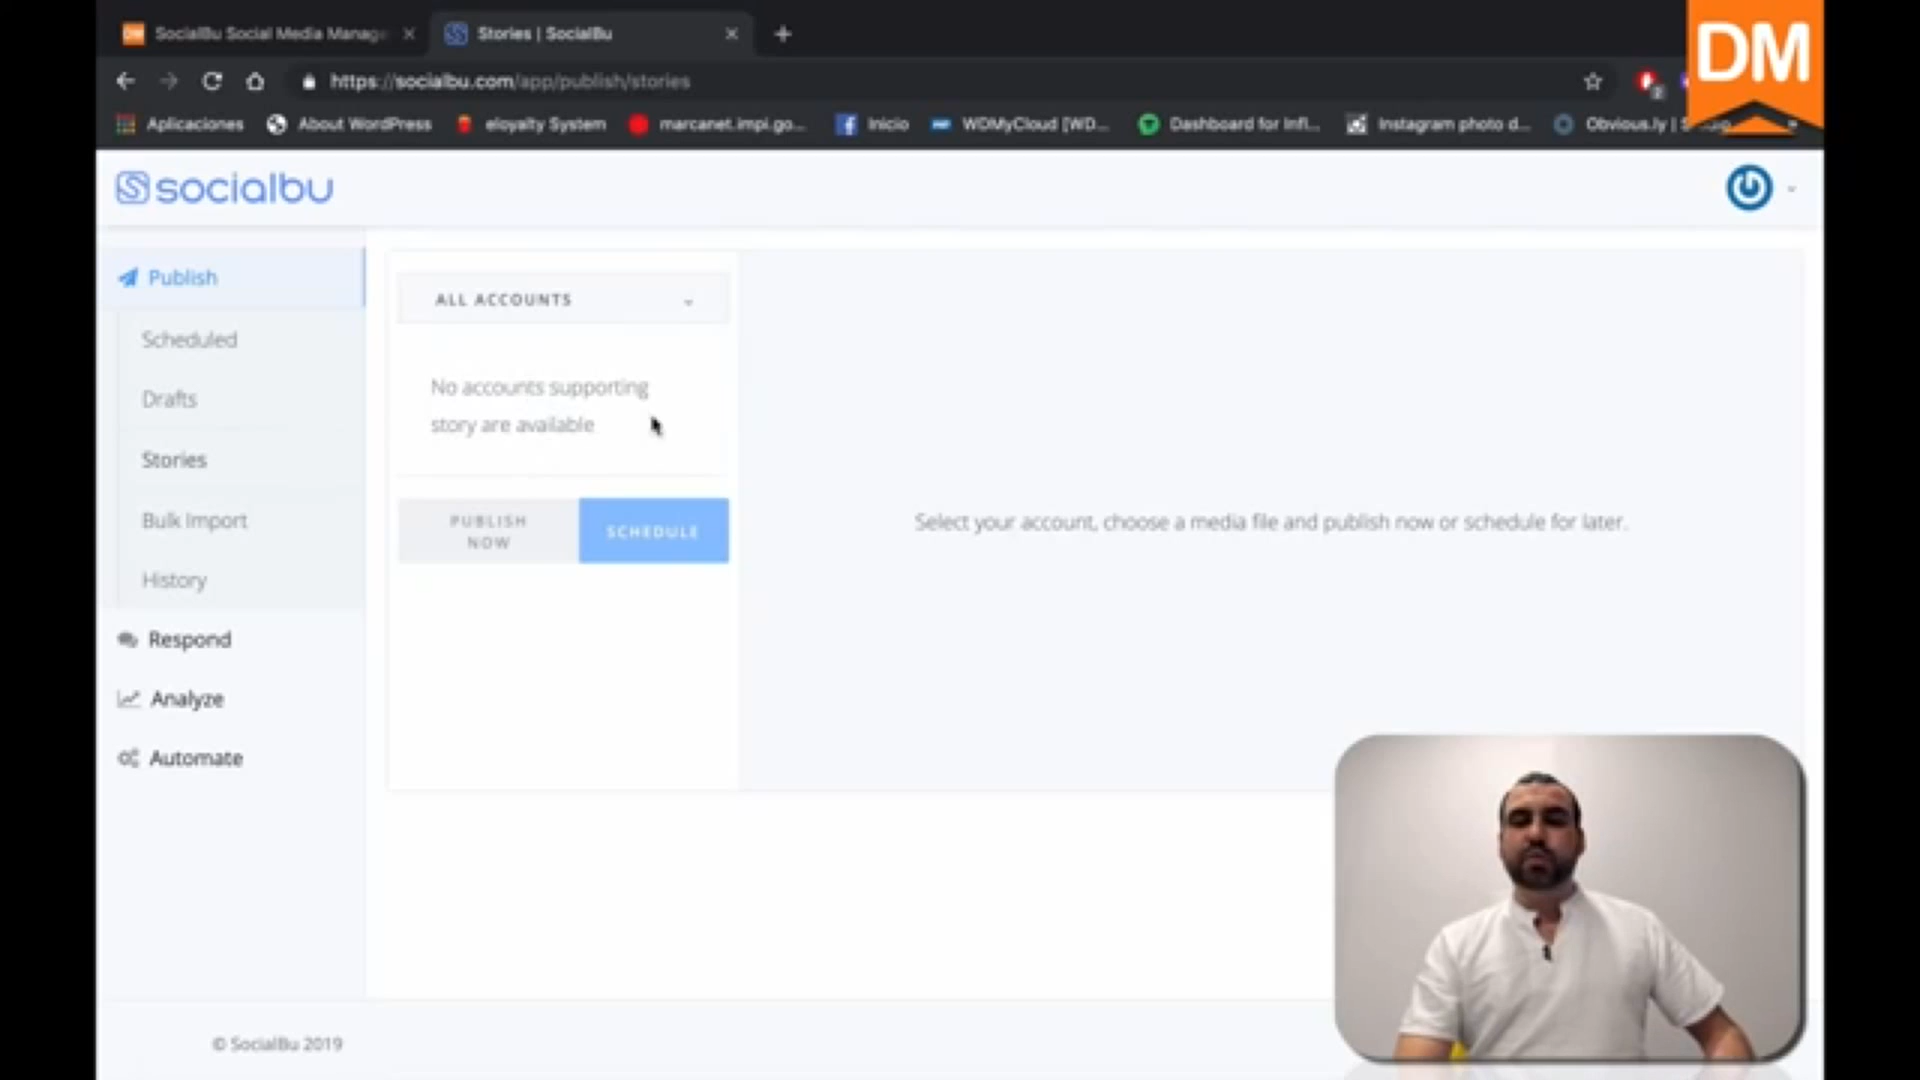 SocialBu Social Media Manage
Stories | SocialBu
DM
https://socialbu.com/app/publish/stories
Aplicaciones
About WordPress
eloyalty System
marcanet.impi.go...
Inicio
WDMyCloud [WD...
Dashboard for Infl...
Instagram photo d...
Obvious.ly |
socialbu
Publish
Scheduled
Drafts
Stories
Bulk Import
History
Respond
Analyze
Automate
ALL ACCOUNTS
No accounts supporting
story are available
PUBLISH
NOW
SCHEDULE
Select your account, choose a media file and publish now or schedule for later.
© SocialBu 2019